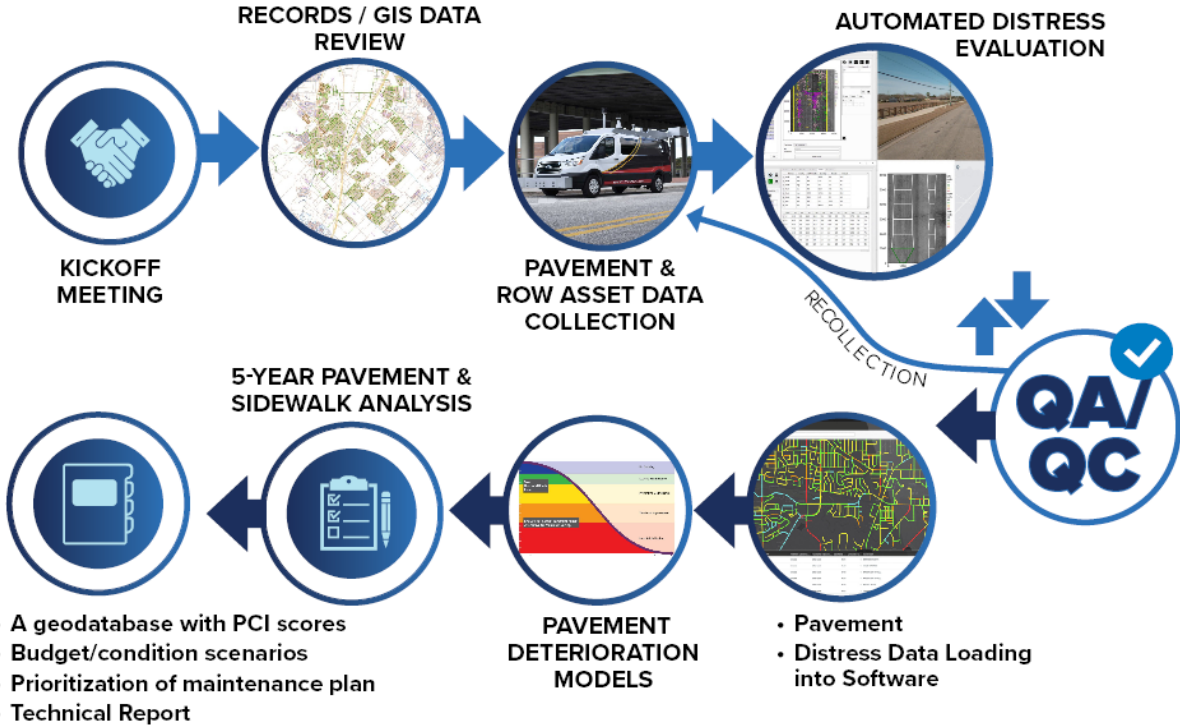 RECORDS / GIS DATA
REVIEW
AUTOMATED DISTRESS
EVALUATION
KICKOFF
MEETING
PAVEMENT &
ROW ASSET DATA
COLLECTION
RECOLLECTION
QA/
QC
5-YEAR PAVEMENT &
SIDEWALK ANALYSIS
• A geodatabase with PCI scores
• Budget/condition scenarios
• Prioritization of maintenance plan
• Technical Report
PAVEMENT
DETERIORATION
MODELS
• Pavement
• Distress Data Loading
into Software